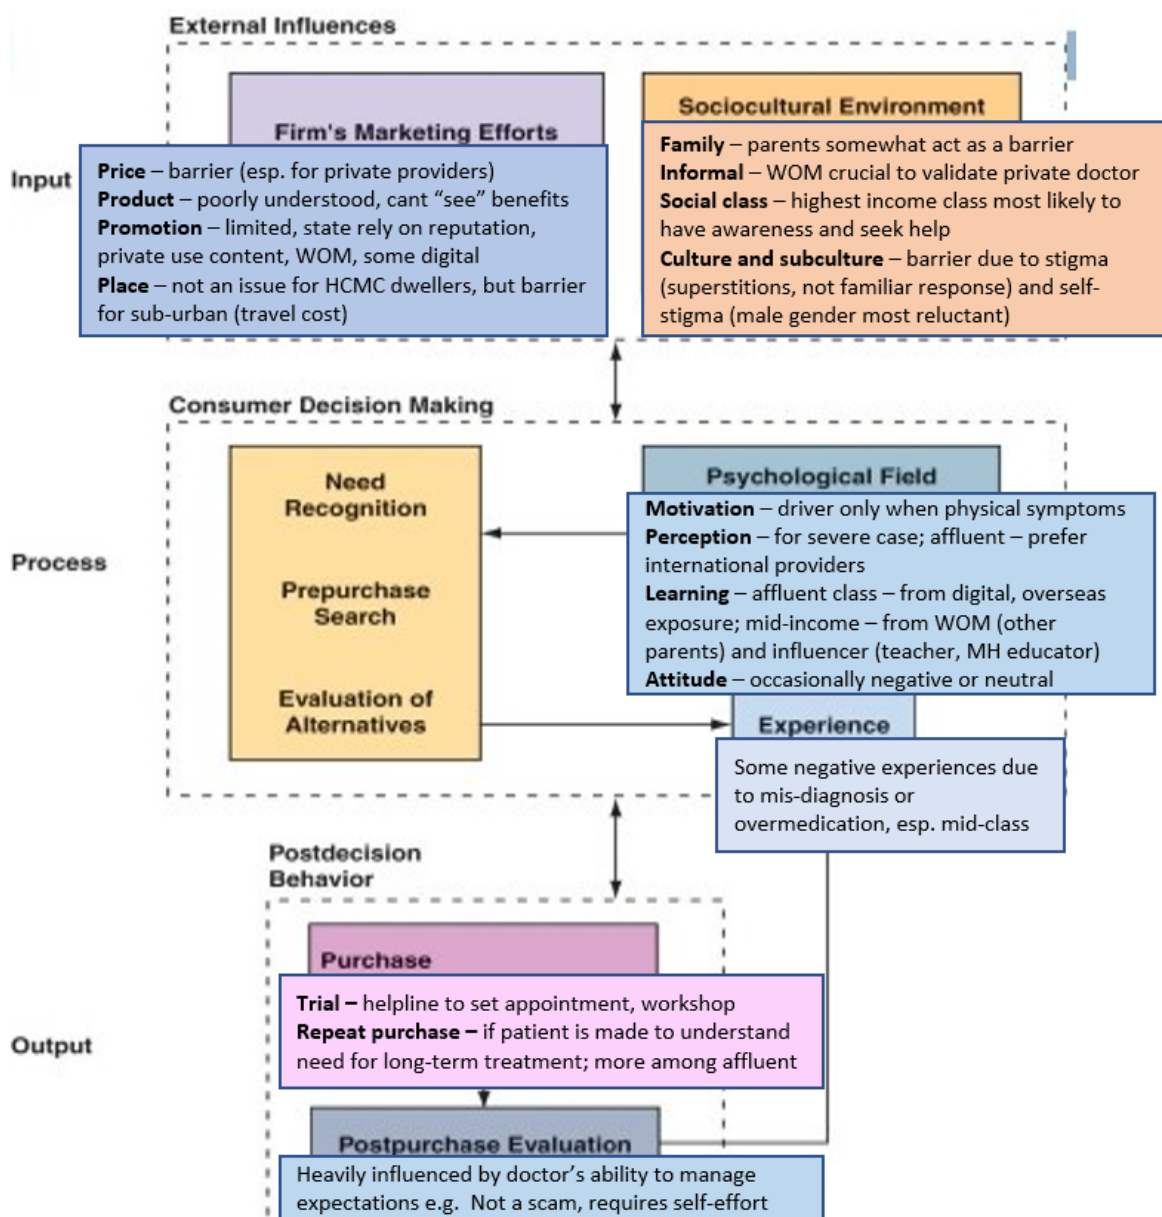 External Influences
Input
Firm's Marketing Efforts
Price – barrier (esp. for private providers)
Product – poorly understood, cant “see” benefits
Promotion – limited, state rely on reputation,
private use content, WOM, some digital
Place – not an issue for HCMC dwellers, but barrier
for sub-urban (travel cost)
Sociocultural Environment
Family – parents somewhat act as a barrier
Informal – WOM crucial to validate private doctor
Social class – highest income class most likely to
have awareness and seek help
Culture and subculture – barrier due to stigma
(superstitions, not familiar response) and self-
stigma (male gender most reluctant)
Consumer Decision Making
Process
Need
Recognition
Prepurchase
Search
Evaluation of
Alternatives
Psychological Field
Motivation – driver only when physical symptoms
Perception – for severe case; affluent – prefer
international providers
Learning – affluent class – from digital, overseas
exposure; mid-income – from WOM (other
parents) and influencer (teacher, MH educator)
Attitude – occasionally negative or neutral
Experience
Some negative experiences due
to mis-diagnosis or
overmedication, esp. mid-class
Postdecision
Behavior
Output
Purchase
Trial – helpline to set appointment, workshop
Repeat purchase – if patient is made to understand
need for long-term treatment; more among affluent
Postpurchase Evaluation
Heavily influenced by doctor’s ability to manage
expectations e.g. Not a scam, requires self-effort